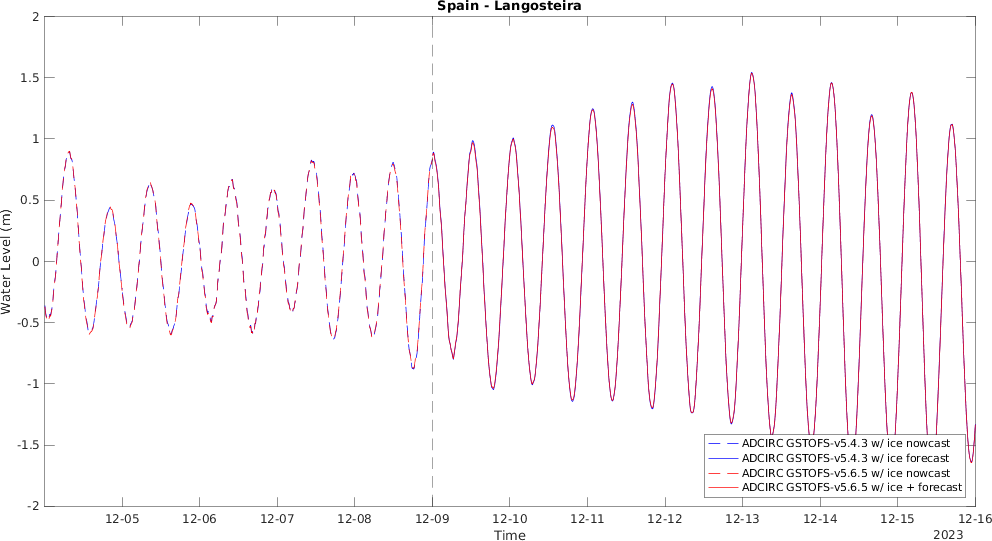 Spain - Langosteira
2
1.5
1
0.5
0
-0.5
-1
-1.5
-2
Water Level (m)
ADCIRC GSTOFS-v5.4.3 w/ ice nowcast
ADCIRC GSTOFS-v5.4.3 w/ ice forecast
ADCIRC GSTOFS-v5.6.5 w/ ice nowcast
ADCIRC GSTOFS-v5.6.5 w/ ice + forecast
12-05 12-06 12-07 12-08 12-09 12-10 12-11 12-12 12-13 12-14 12-15 12-16
Time
2023